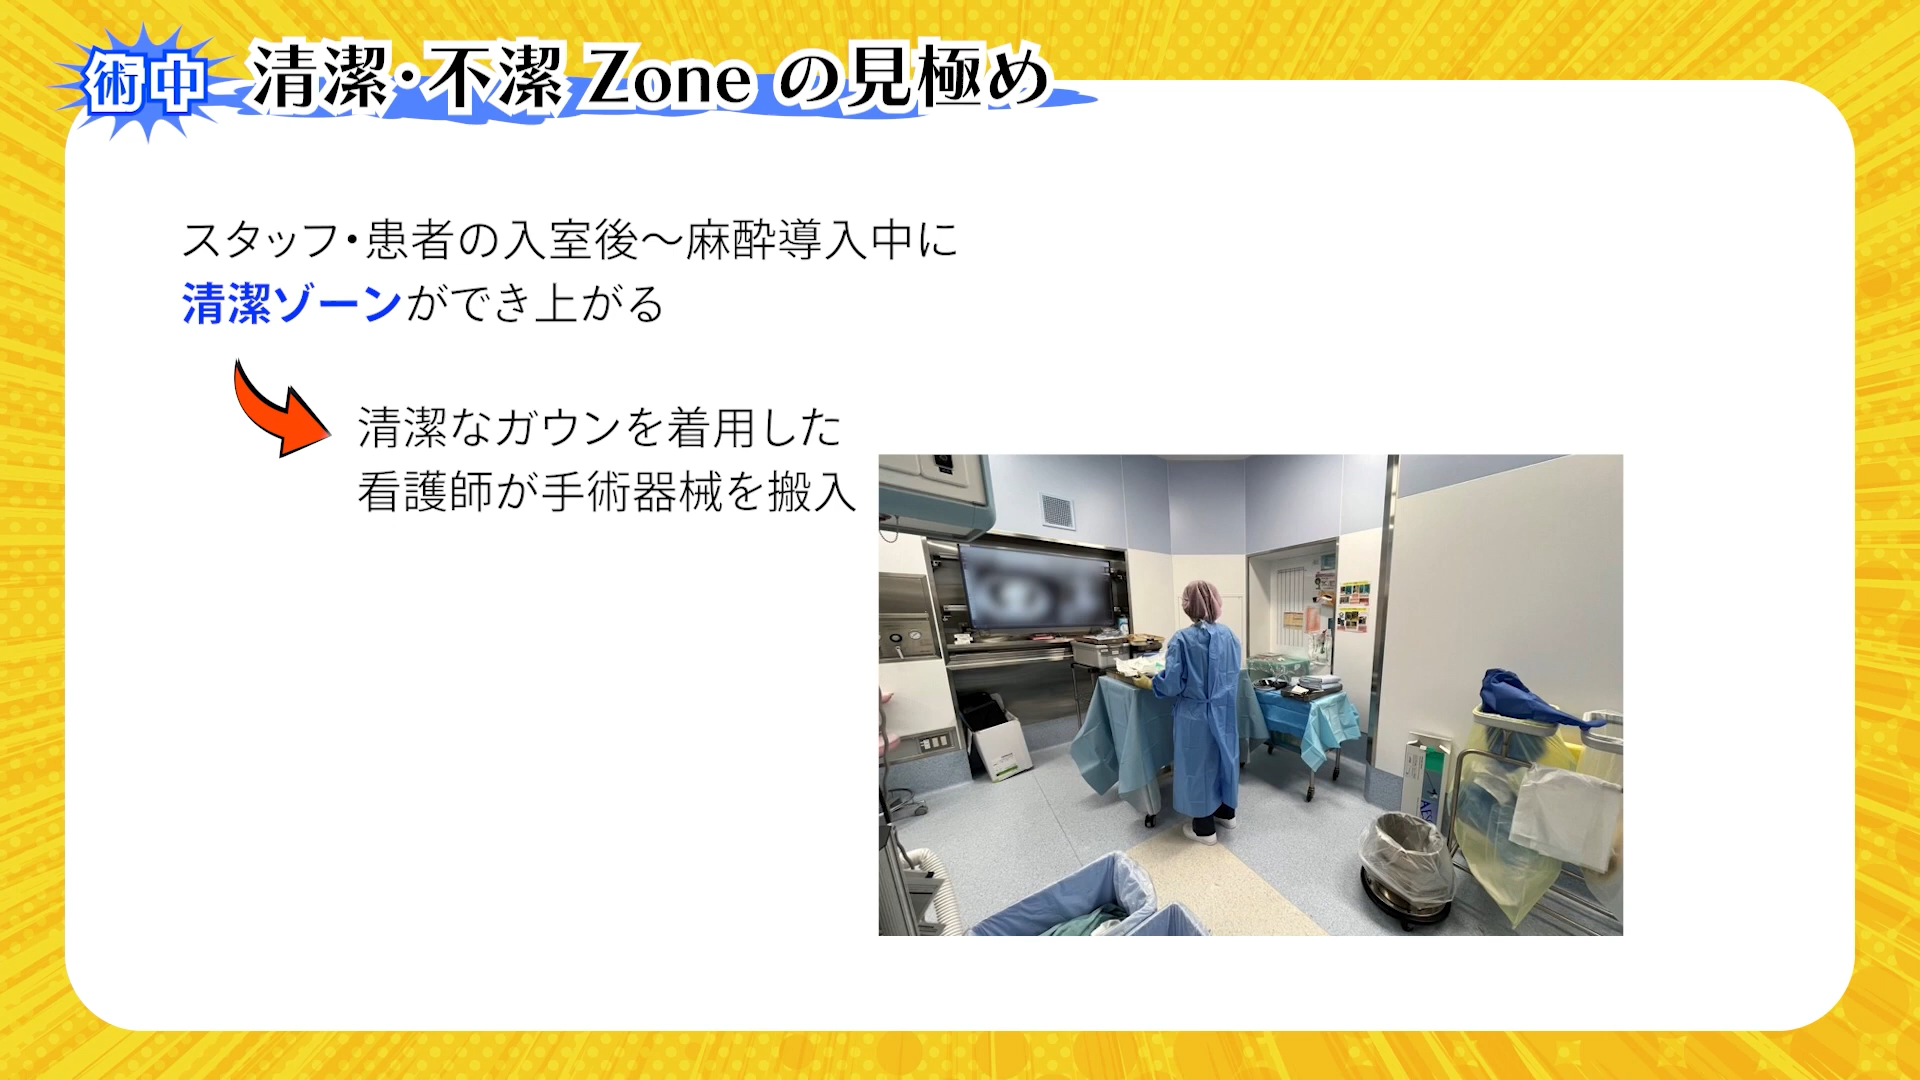 術中 清潔・不潔 Zone の見極め
スタッフ・患者の入室後～麻酔導入中に
清潔ゾーンができ上がる
清潔なガウンを着用した
看護師が手術器械を搬入